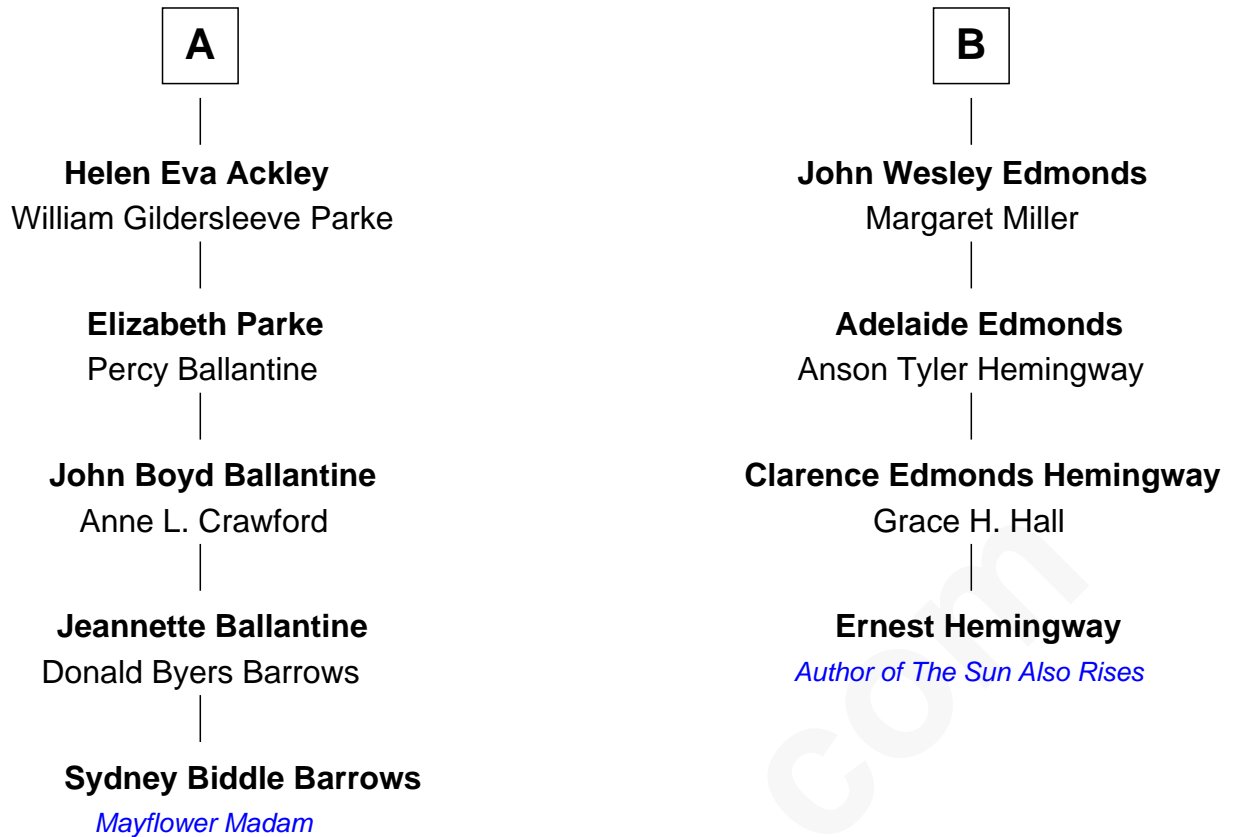 A
Helen Eva Ackley
William Gildersleeve Parke
Elizabeth Parke
Percy Ballantine
John Boyd Ballantine
Anne L. Crawford
Jeannette Ballantine
Donald Byers Barrows
Sydney Biddle Barrows
Mayflower Madam
B
John Wesley Edmonds
Margaret Miller
Adelaide Edmonds
Anson Tyler Hemingway
Clarence Edmonds Hemingway
Grace H. Hall
Ernest Hemingway
Author of The Sun Also Rises
com